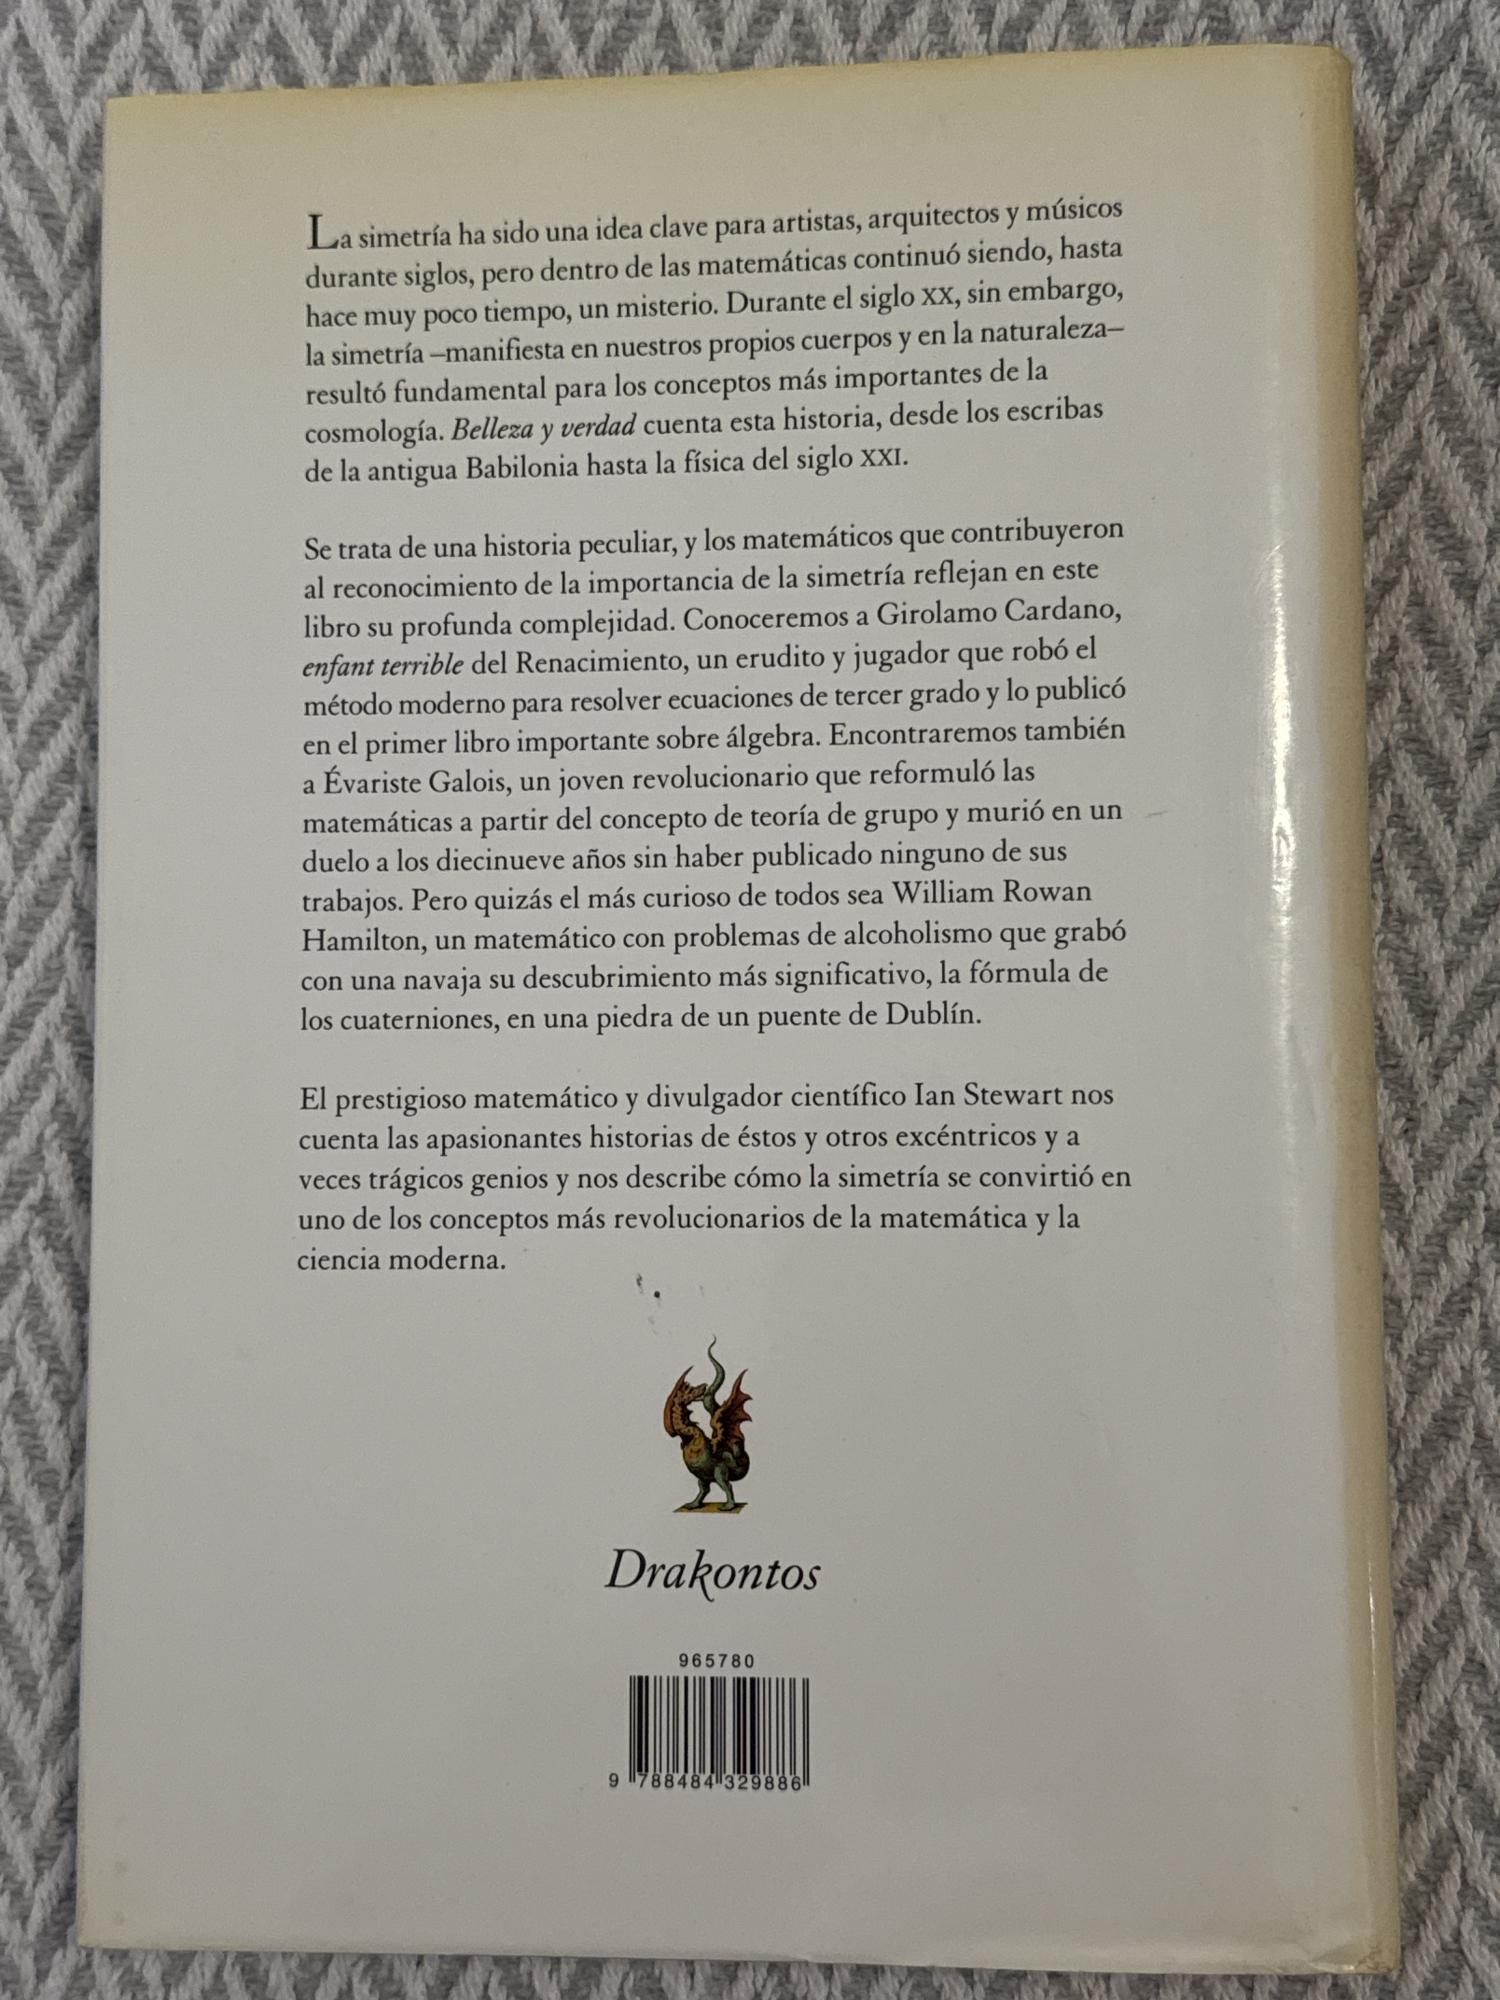 La simetría ha sido una idea clave para artistas, arquitectos y músicos
durante siglos, pero dentro de las matemáticas continuó siendo, hasta
hace muy poco tiempo, un misterio. Durante el siglo XX, sin embargo,
la simetría –manifiesta en nuestros propios cuerpos y en la naturaleza–
resultó fundamental para los conceptos más importantes de la
cosmología. Belleza y verdad cuenta esta historia, desde los escribas
de la antigua Babilonia hasta la física del siglo XXI.
Se trata de una historia peculiar, y los matemáticos que contribuyeron
al reconocimiento de la importancia de la simetría reflejan en este
libro su profunda complejidad. Conoceremos a Girolamo Cardano,
enfant terrible del Renacimiento, un erudito y jugador que robó el
método moderno para resolver ecuaciones de tercer grado y lo publicó
en el primer libro importante sobre álgebra. Encontraremos también
a Évariste Galois, un joven revolucionario que reformuló las
matemáticas a partir del concepto de teoría de grupo y murió en un
duelo a los diecinueve años sin haber publicado ninguno de sus
trabajos. Pero quizás el más curioso de todos sea William Rowan
Hamilton, un matemático con problemas de alcoholismo que grabó
con una navaja su descubrimiento más significativo, la fórmula de
los cuaterniones, en una piedra de un puente de Dublín.
El prestigioso matemático y divulgador científico Ian Stewart nos
cuenta las apasionantes historias de éstos y otros excéntricos y a
veces trágicos genios y nos describe cómo la simetría se convirtió en
uno de los conceptos más revolucionarios de la matemática y la
ciencia moderna.
Drakontos
965780
9 788484 329886